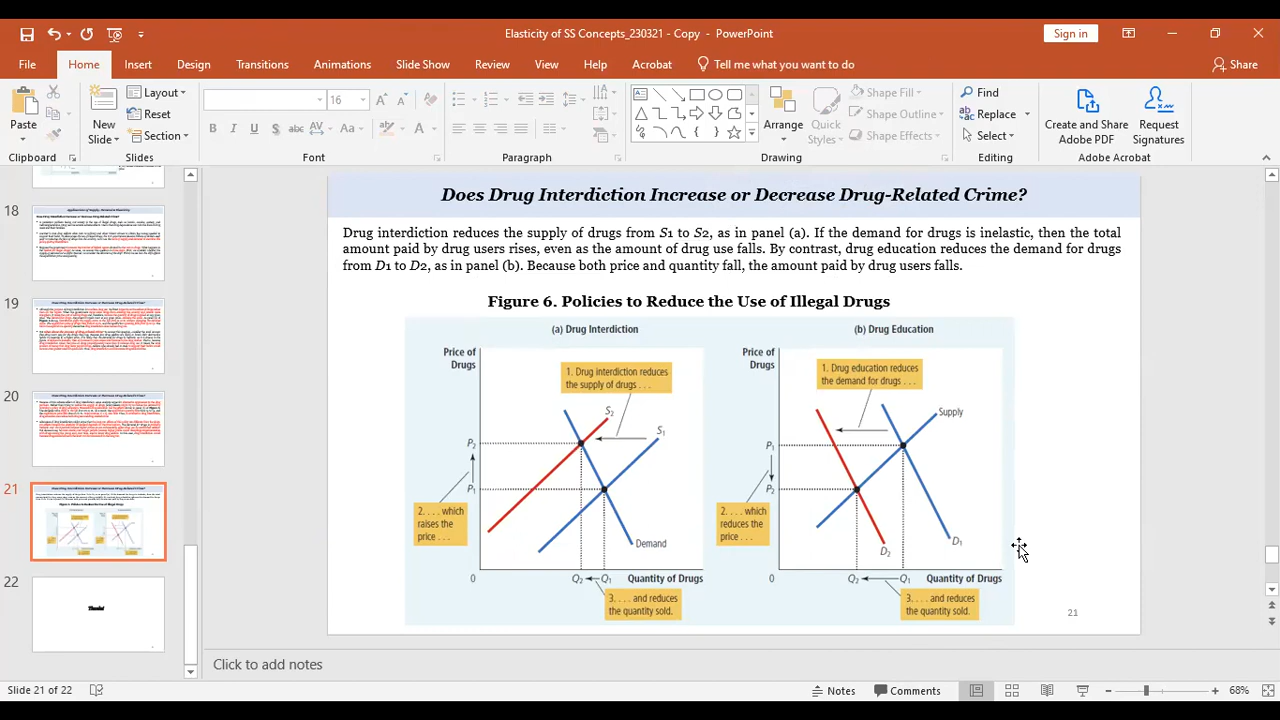 Elasticity of SS Concepts_230321 - Copy - PowerPoint
Sign in
File Home Insert Design Transitions Animations Slide Show Review View Help Acrobat Tell me what you want to do Share
Paste
Clipboard
New Slide
Layout
Reset
Section
Slides
16
Font
Paragraph
Arrange
Quick Styles
Shape Fill
Shape Outline
Shape Effects
Drawing
Find
Replace
Select
Editing
Create and Share Adobe PDF
Request Signatures
Adobe Acrobat
18
19
20
21
22
Does Drug Interdiction Increase or Decrease Drug-Related Crime?
Drug interdiction reduces the supply of drugs from S1 to S2, as in panel (a). If the demand for drugs is inelastic, then the total
amount paid by drug users rises, even as the amount of drug use falls. By contrast, drug education reduces the demand for drugs
from D1 to D2, as in panel (b). Because both price and quantity fall, the amount paid by drug users falls.
Figure 6. Policies to Reduce the Use of Illegal Drugs
(a) Drug Interdiction
Price of
Drugs
1. Drug interdiction reduces
the supply of drugs . . .
S2
S1
P2
P1
2. . . . which
raises the
price . . .
Demand
0
Q2
Q1
Quantity of Drugs
3. . . . and reduces
the quantity sold.
(b) Drug Education
Price of
Drugs
1. Drug education reduces
the demand for drugs . . .
Supply
P1
P2
2. . . . which
reduces the
price . . .
D1
D2
0
Q2
Q1
Quantity of Drugs
3. . . . and reduces
the quantity sold.
21
Click to add notes
Slide 21 of 22
Notes
Comments
68%